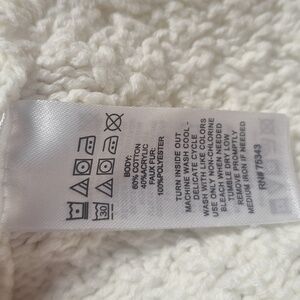 BODY:
60% COTTON
40%ACRYLIC
FAUX FUR:
100%POLYESTER
TURN INSIDE OUT
MACHINE WASH COOL -
DELICATE CYCLE
WASH WITH LIKE COLORS
USE ONLY NON-CHLORINE
BLEACH WHEN NEEDED
TUMBLE DRY LOW
REMOVE PROMPTLY
MEDIUM IRON IF NEEDED
RN# 75343
30